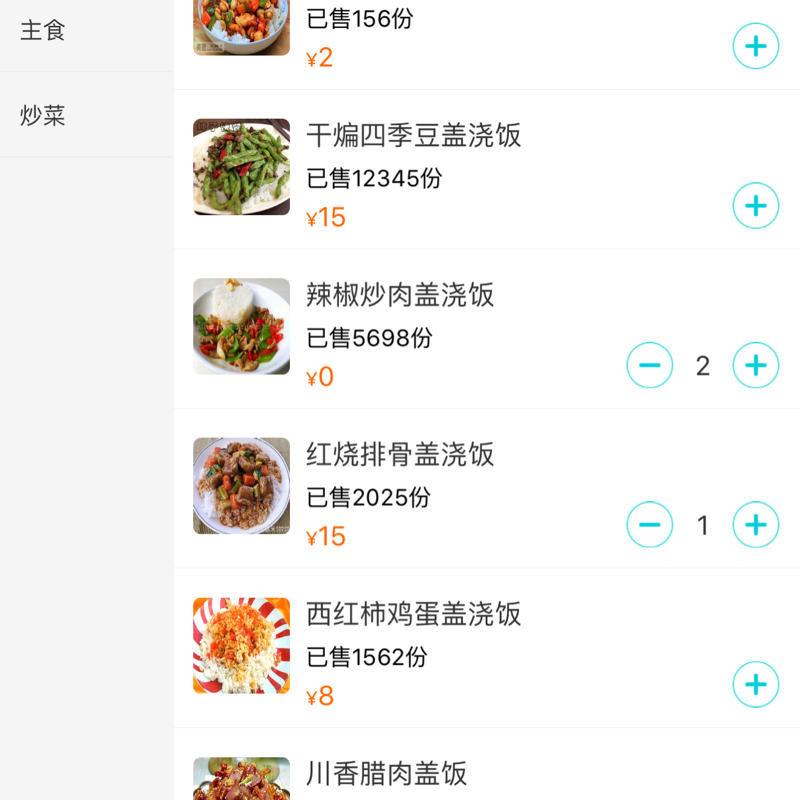 主食
炒菜
已售156份
¥2
干煸四季豆盖浇饭
已售12345份
¥15
辣椒炒肉盖浇饭
已售5698份
¥0
2
红烧排骨盖浇饭
已售2025份
¥15
1
西红柿鸡蛋盖浇饭
已售1562份
¥8
川香腊肉盖饭